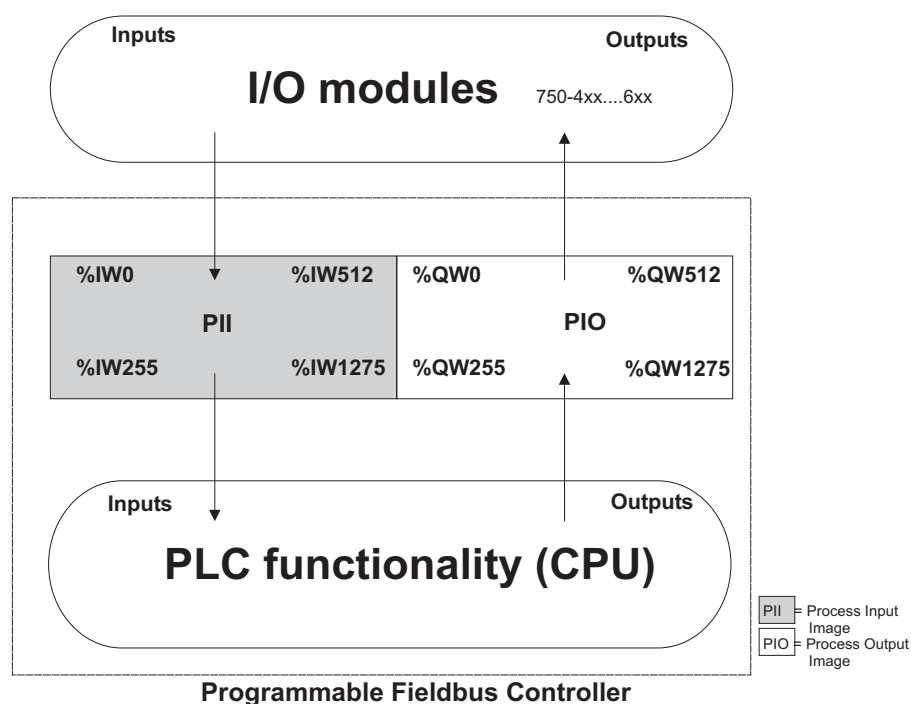 Inputs
Outputs
I/O modules 750-4xx....6xx
%IW0 %IW512 %QW0 %QW512
PII PIO
%IW255 %IW1275 %QW255 %QW1275
Inputs
Outputs
PLC functionality (CPU)
PII = Process Input
Image
PIO = Process Output
Image
Programmable Fieldbus Controller